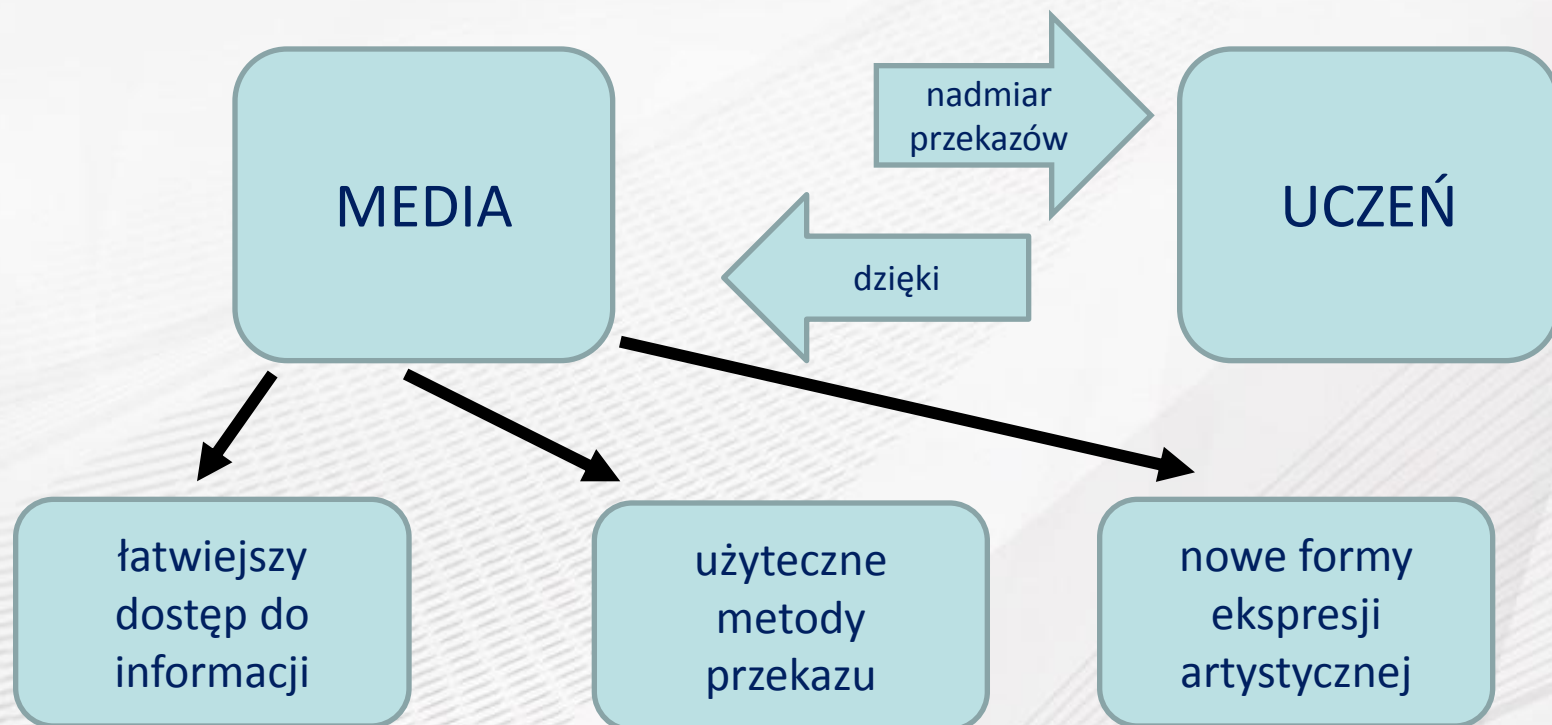 nadmiar
przekazów
MEDIA
UCZEŃ
dzięki
łatwiejszy
dostęp do
informacji
użyteczne
metody
przekazu
nowe formy
ekspresji
artystycznej